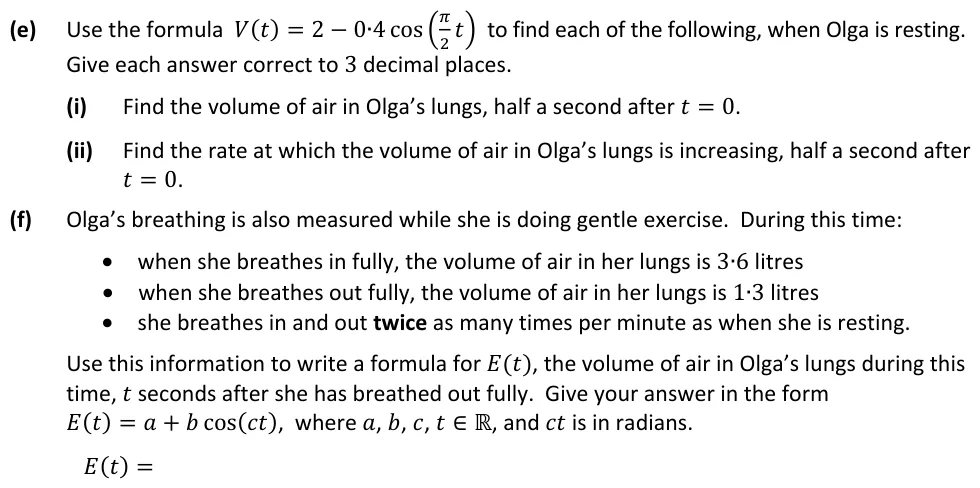 (e) Use the formula V(t) = 2 − 0·4 cos (π/2 t) to find each of the following, when Olga is resting.
Give each answer correct to 3 decimal places.
(i) Find the volume of air in Olga’s lungs, half a second after t = 0.
(ii) Find the rate at which the volume of air in Olga’s lungs is increasing, half a second after
t = 0.
(f) Olga’s breathing is also measured while she is doing gentle exercise. During this time:
• when she breathes in fully, the volume of air in her lungs is 3·6 litres
• when she breathes out fully, the volume of air in her lungs is 1·3 litres
• she breathes in and out twice as many times per minute as when she is resting.
Use this information to write a formula for E(t), the volume of air in Olga’s lungs during this
time, t seconds after she has breathed out fully. Give your answer in the form
E(t) = a + b cos(ct), where a, b, c, t ∈ ℝ, and ct is in radians.
E(t) =